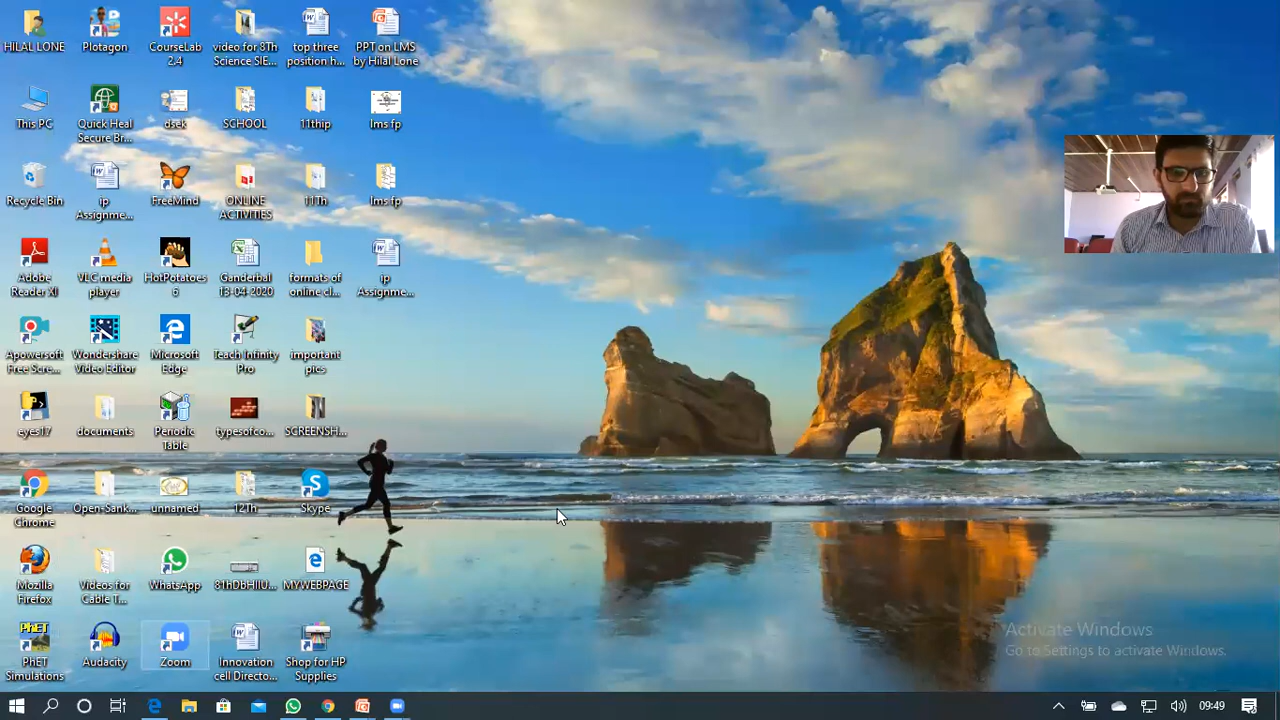 HILAL LONE
Plotagon
CourseLab
2.4
video for 8Th
Science SIE...
top three
position h...
PPT on LMS
by Hilal Lone
This PC
Quick Heal
Secure Br...
dsek
SCHOOL
11thip
lms fp
Recycle Bin
ip
Assignme...
FreeMind
ONLINE
ACTIVITIES
11Th
lms fp
Adobe
Reader XI
VLC media
player
HotPotatoes
6
Ganderbal
13-04-2020
formats of
online cl...
ip
Assignme...
Apowersoft
Free Scre...
Wondershare
Video Editor
Microsoft
Edge
Teach Infinity
Pro
important
pics
eyes17
documents
Periodic
Table
typesofco...
SCREENSH...
Google
Chrome
Open-Sank...
unnamed
12Th
Skype
Mozilla
Firefox
Videos for
Cable T...
WhatsApp
MYWEBPAGE
PhET
PhET
Simulations
Audacity
Zoom
Innovation
cell Directo...
Shop for HP
Supplies
Activate Windows
Go to Settings to activate Windows.
09:49